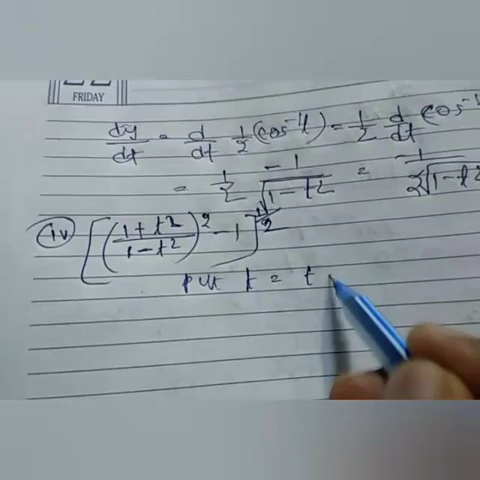 FRIDAY
dy/dt = d/dt 1/2 (cos⁻¹t) = 1/2 d/dt cos⁻¹
= 1/2 -1/√(1-t²) = 1/2√(1-t²
(iv) [((1+t²)/(1-t²))² - 1]^(1/2)
put t = t